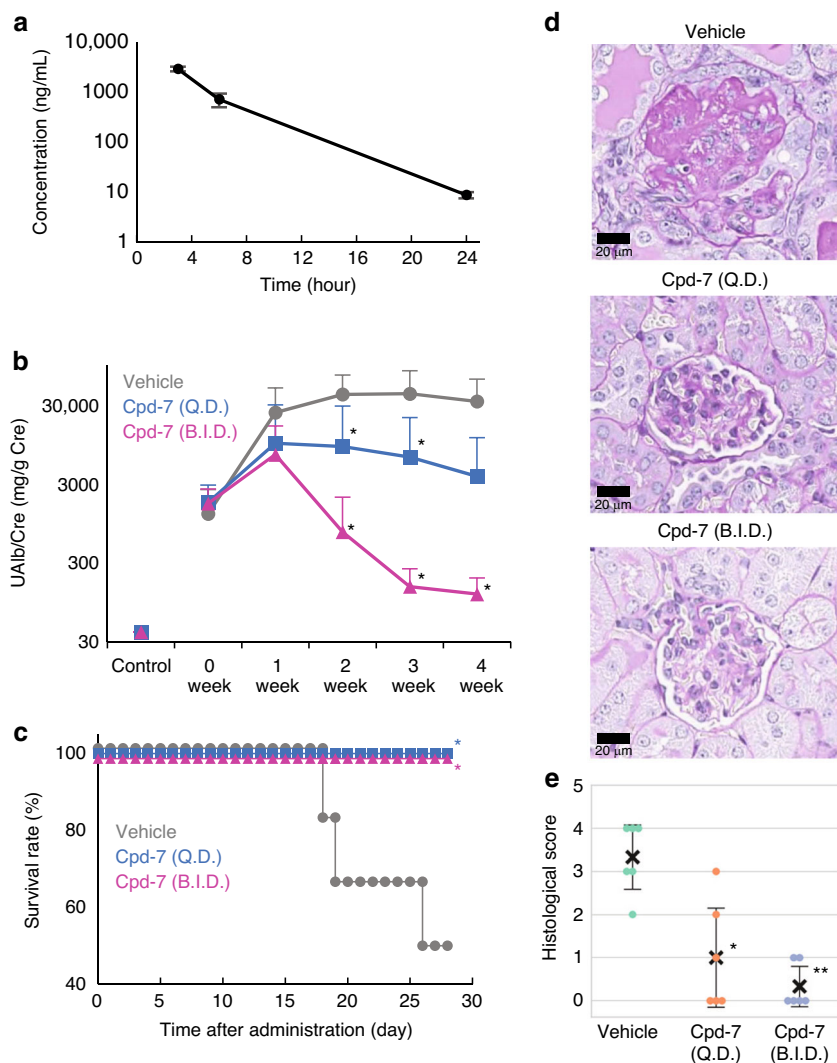 a
10,000
1000
100
10
1
Concentration (ng/mL)
0
4
8
12
16
20
24
Time (hour)
b
Vehicle
Cpd-7 (Q.D.)
Cpd-7 (B.I.D.)
30,000
3000
300
30
UAlb/Cre (mg/g Cre)
*
*
*
*
*
Control
0
week
1
week
2
week
3
week
4
week
c
100
80
60
40
Survival rate (%)
*
*
Vehicle
Cpd-7 (Q.D.)
Cpd-7 (B.I.D.)
0
5
10
15
20
25
30
Time after administration (day)
d
Vehicle
20 μm
Cpd-7 (Q.D.)
20 μm
Cpd-7 (B.I.D.)
20 μm
e
5
4
3
2
1
0
Histological score
*
**
Vehicle
Cpd-7
(Q.D.)
Cpd-7
(B.I.D.)